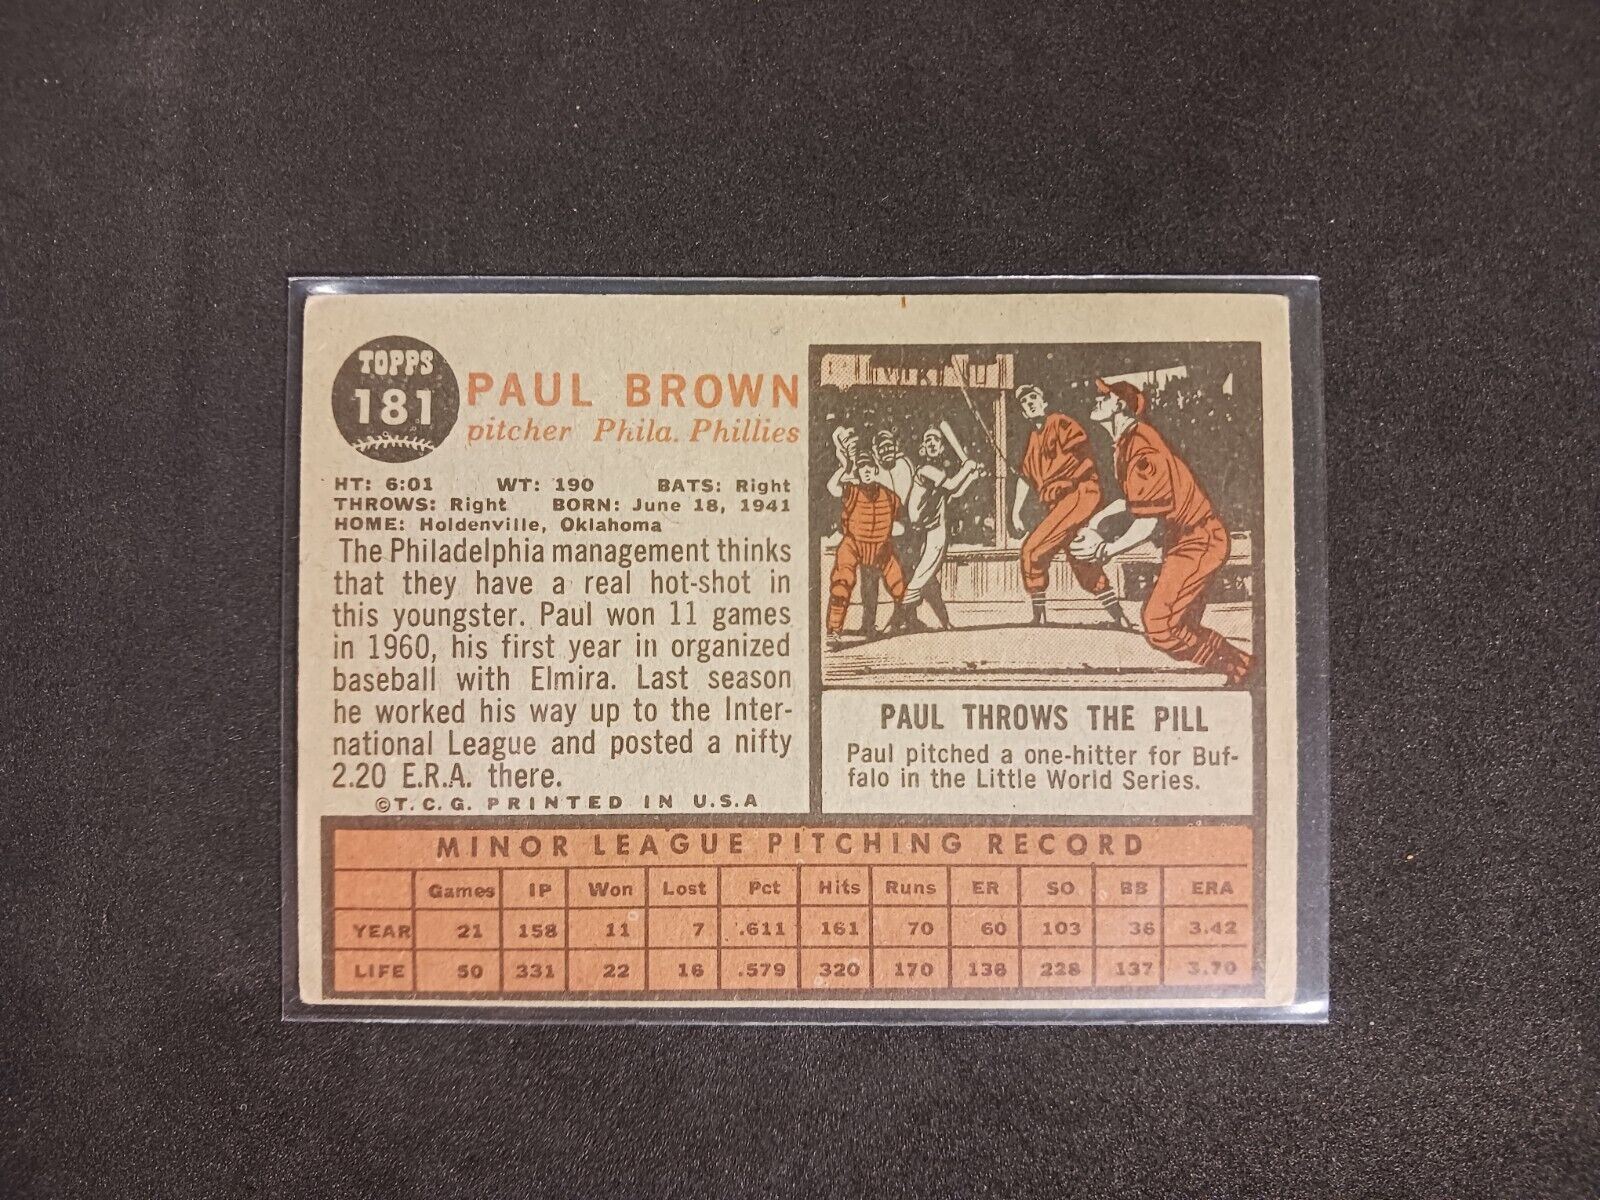 TOPPS
181
PAUL BROWN
pitcher Phila. Phillies
HT: 6:01 WT: 190 BATS: Right
THROWS: Right BORN: June 18, 1941
HOME: Holdenville, Oklahoma
The Philadelphia management thinks
that they have a real hot-shot in
this youngster. Paul won 11 games
in 1960, his first year in organized
baseball with Elmira. Last season
he worked his way up to the Inter-
national League and posted a nifty
2.20 E.R.A. there.
©T.C.G. PRINTED IN U.S.A
PAUL THROWS THE PILL
Paul pitched a one-hitter for Buf-
falo in the Little World Series.
MINOR LEAGUE PITCHING RECORD
Games IP Won Lost Pct Hits Runs ER SO BB ERA
YEAR 21 158 11 7 .611 161 70 60 103 36 3.42
LIFE 50 331 22 16 .579 320 170 136 228 137 3.70